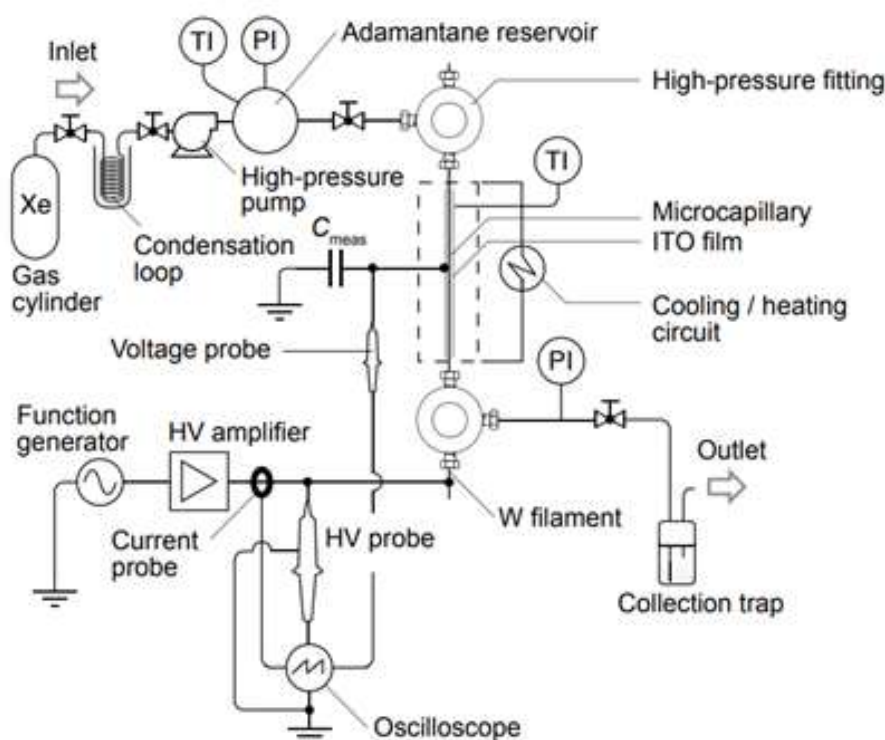 TI
PI
Adamantane reservoir
Inlet
High-pressure fitting
High-pressure
pump
TI
Xe
Condensation
loop
Gas
cylinder
Cmeas
Microcapillary
ITO film
Cooling / heating
circuit
Voltage probe
PI
Function
generator
HV amplifier
Outlet
Current
probe
HV probe
W filament
Collection trap
Oscilloscope